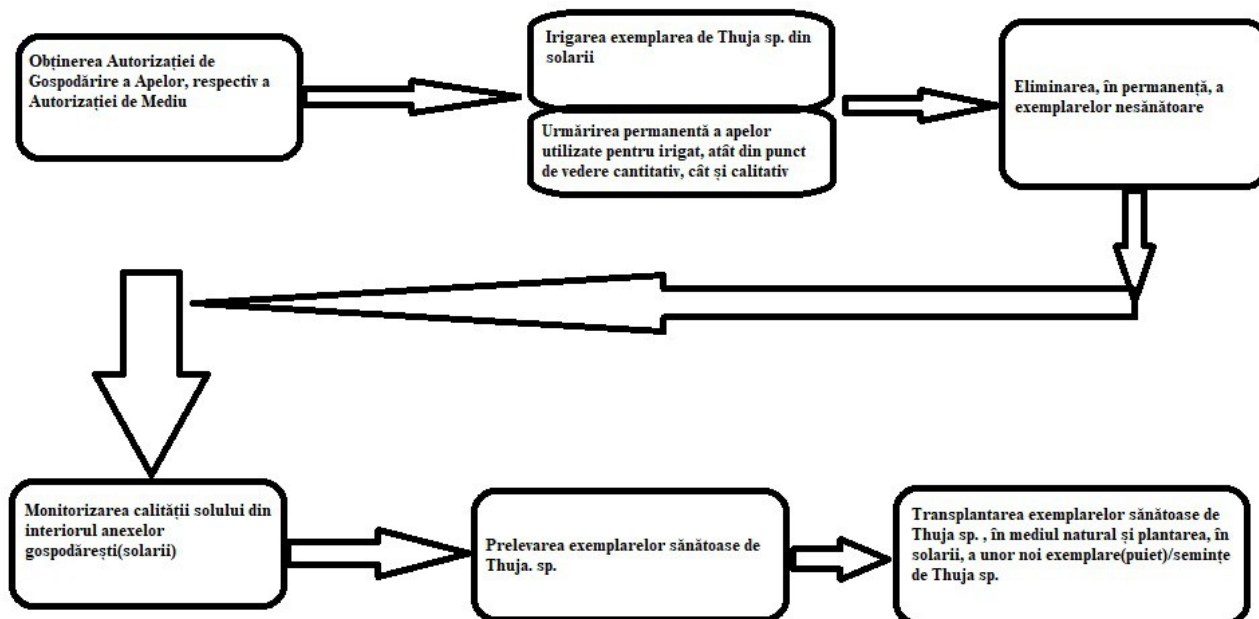 Obținerea Autorizației de
Gospodărire a Apelor, respectiv a
Autorizației de Mediu
Irigarea exemplarea de Thuja sp. din
solarii
Urmărirea permanentă a apelor
utilizate pentru irigat, atât din punct
de vedere cantitativ, cât și calitativ
Eliminarea, în permanență, a
exemplarelor nesănătoare
Monitorizarea calității solului din
interiorul anexelor
gospodărești(solarii)
Prelevarea exemplarelor sănătoase de
Thuja. sp.
Transplantarea exemplarelor sănătoase de
Thuja sp. , în mediul natural și plantarea, în
solarii, a unor noi exemplare(puiet)/semințe
de Thuja sp.